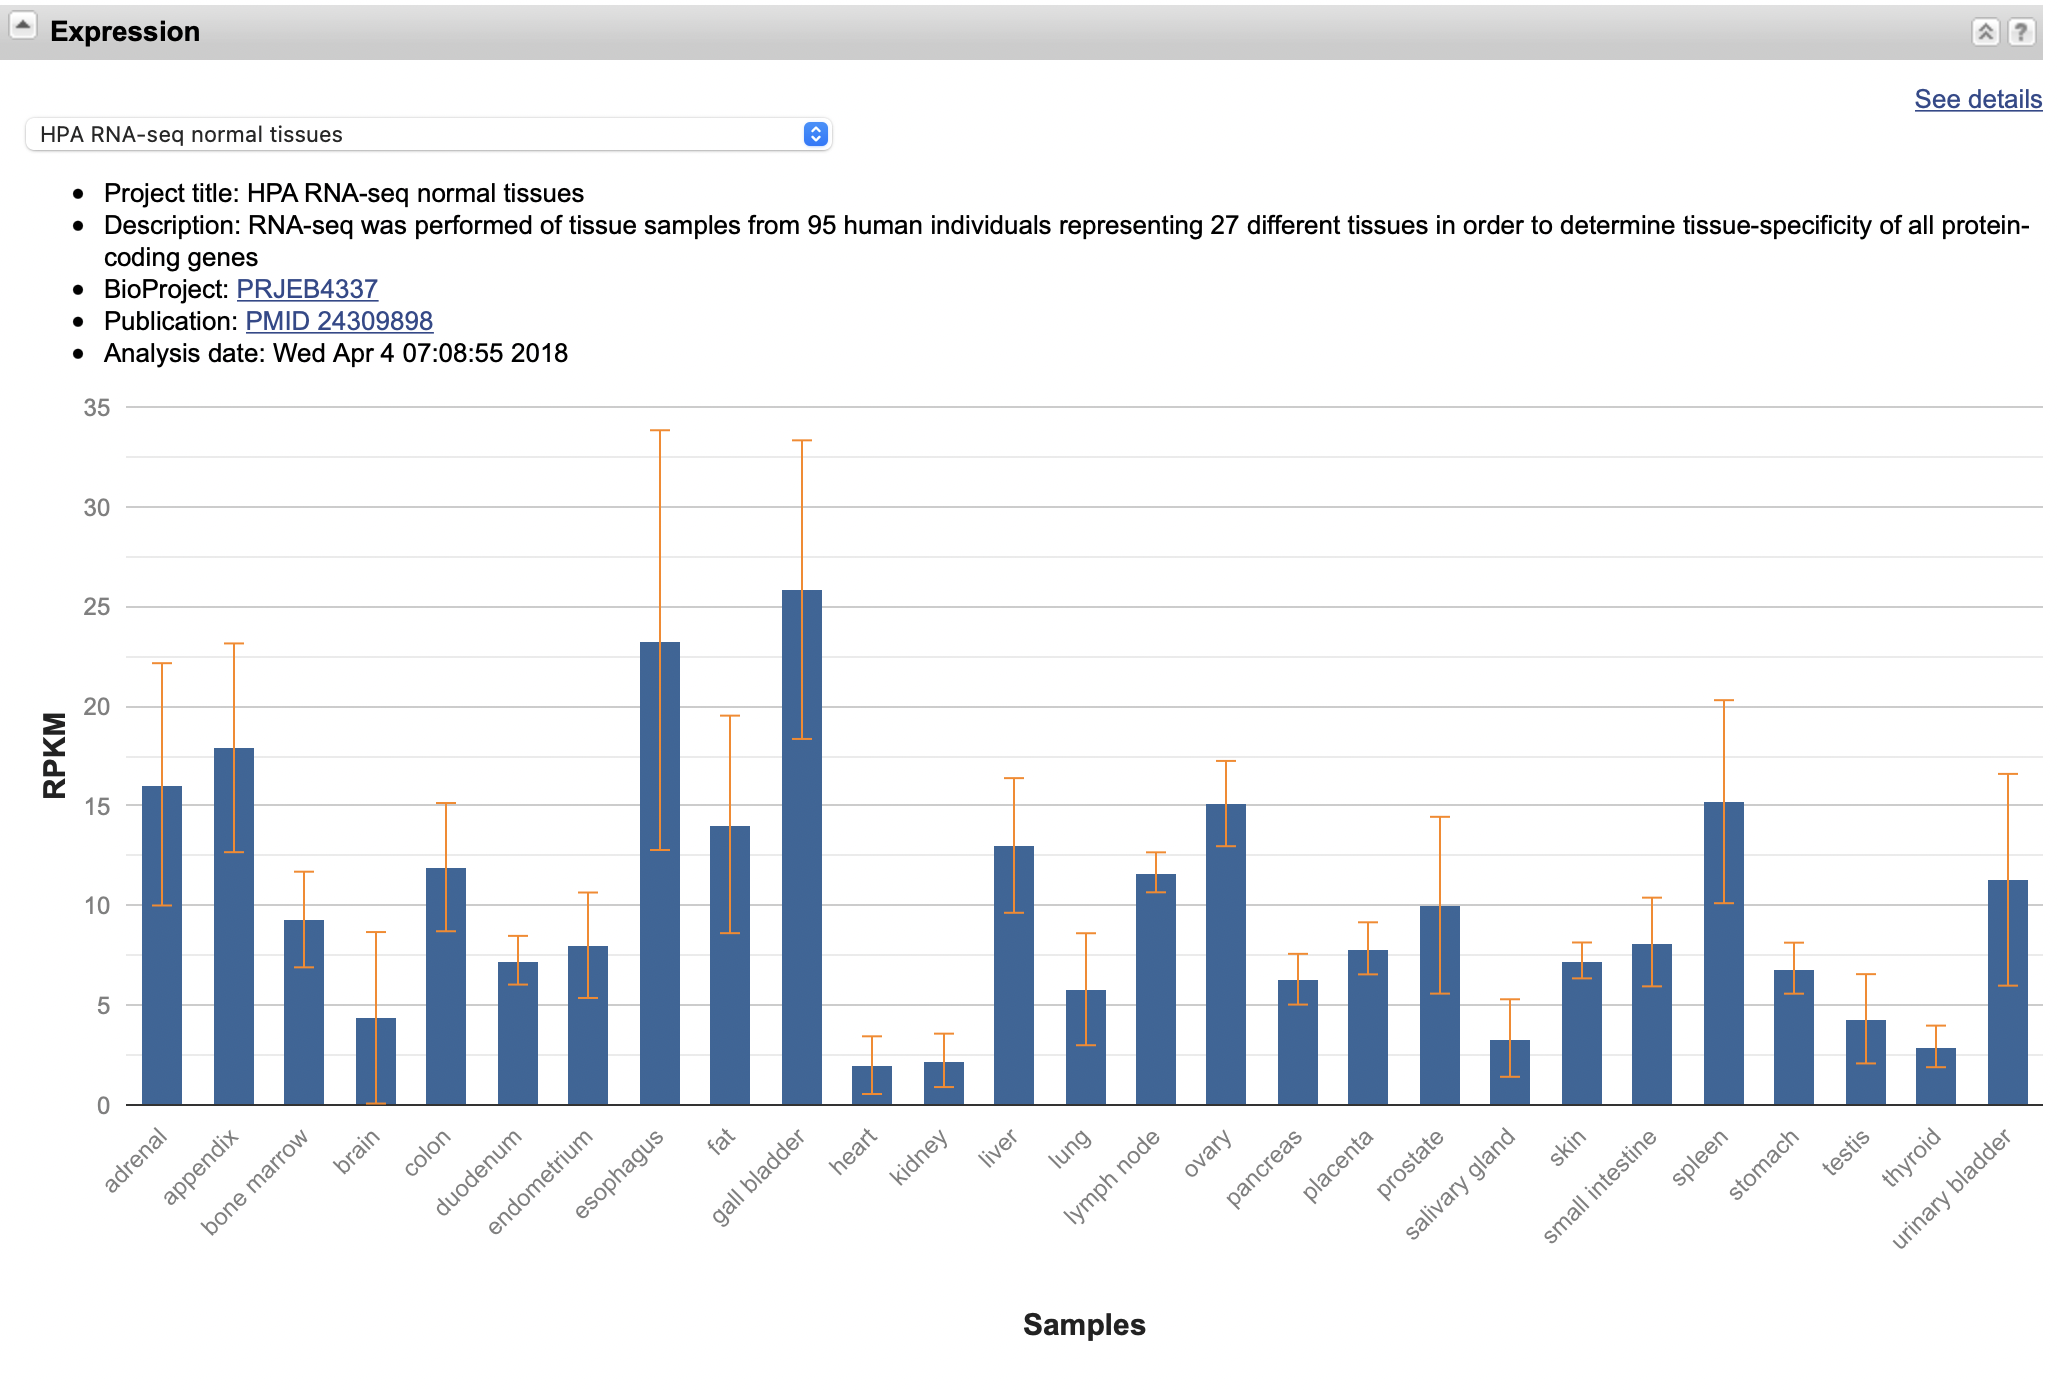 Expression
?
See details
HPA RNA-seq normal tissues
• Project title: HPA RNA-seq normal tissues
• Description: RNA-seq was performed of tissue samples from 95 human individuals representing 27 different tissues in order to determine tissue-specificity of all protein-
coding genes
• BioProject: PRJEB4337
• Publication: PMID 24309898
• Analysis date: Wed Apr 4 07:08:55 2018
35
30
25
20
15
10
5
0
RPKM
adrenal
appendix
bone marrow
brain
colon
duodenum
endometrium
esophagus
fat
gall bladder
heart
kidney
liver
lung
lymph node
ovary
pancreas
placenta
prostate
salivary gland
skin
small intestine
spleen
stomach
testis
thyroid
urinary bladder
Samples